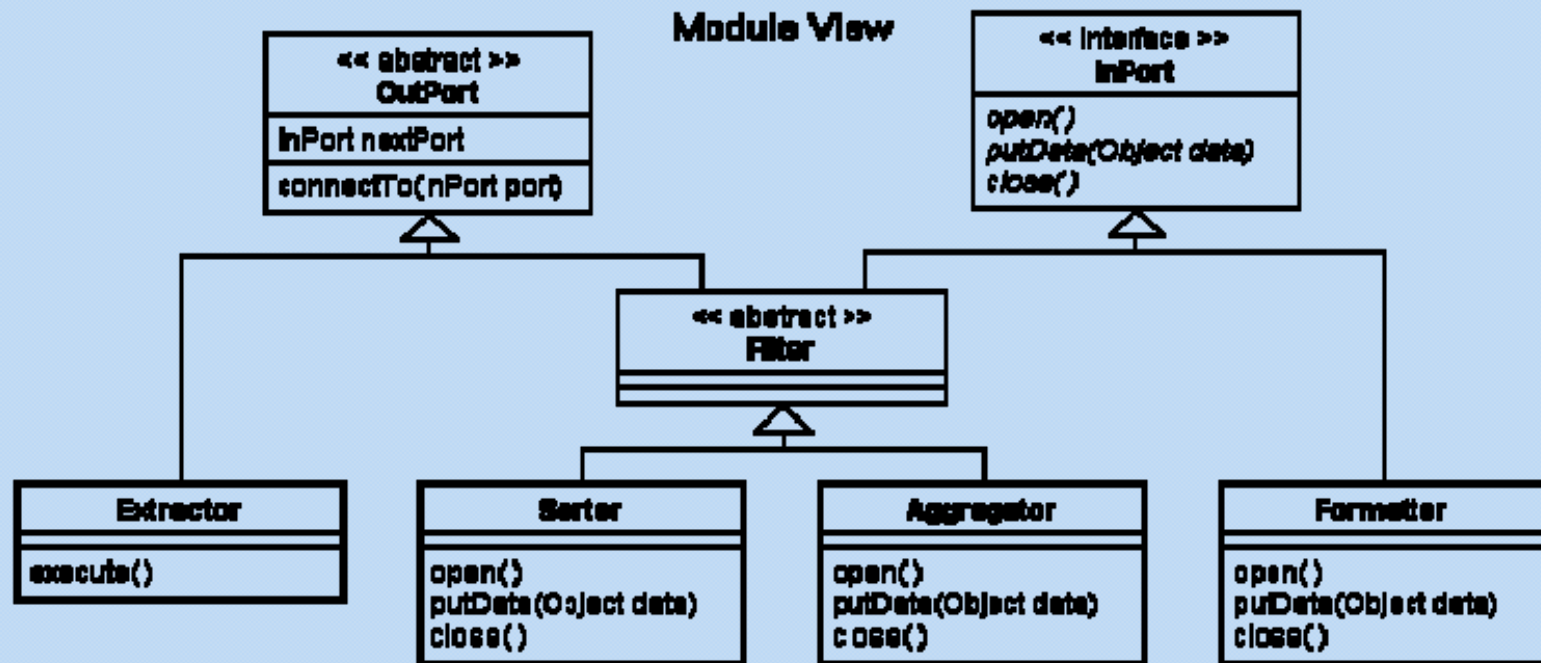 Module View
<< abstract >>
OutPort
InPort nextPort
connectTo(InPort port)
<< interface >>
InPort
open()
putData(Object data)
close()
<< abstract >>
Filter
Extractor
execute()
Sorter
open()
putData(Object data)
close()
Aggregator
open()
putData(Object data)
close()
Formatter
open()
putData(Object data)
close()